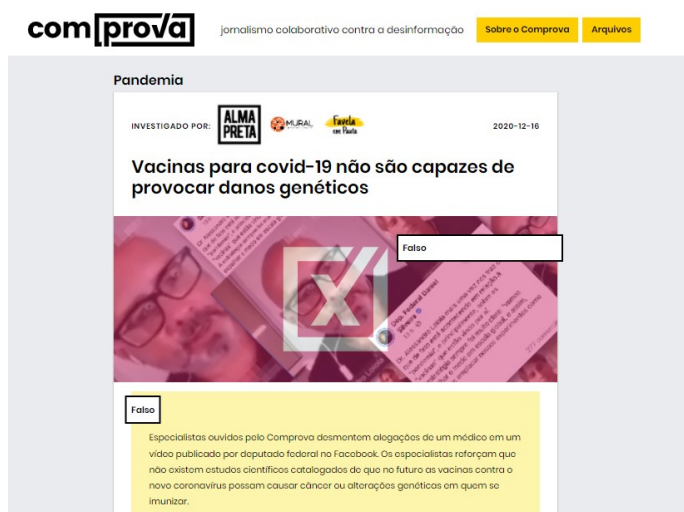 comprova
jornalismo colaborativo contra a desinformação
Sobre o Comprova
Arquivos
Pandemia
INVESTIGADO POR:
ALMA
PRETA
MURAL
Favela
em Pauta
2020-12-16
Vacinas para covid-19 não são capazes de
provocar danos genéticos
Falso
Dep. Federal Daniel
Falso
Especialistas ouvidos pelo Comprova desmentem alegações de um médico em um
vídeo publicado por deputado federal no Facebook. Os especialistas reforçam que
não existem estudos científicos catalogados de que no futuro as vacinas contra o
novo coronavírus possam causar câncer ou alterações genéticas em quem se
imunizar.